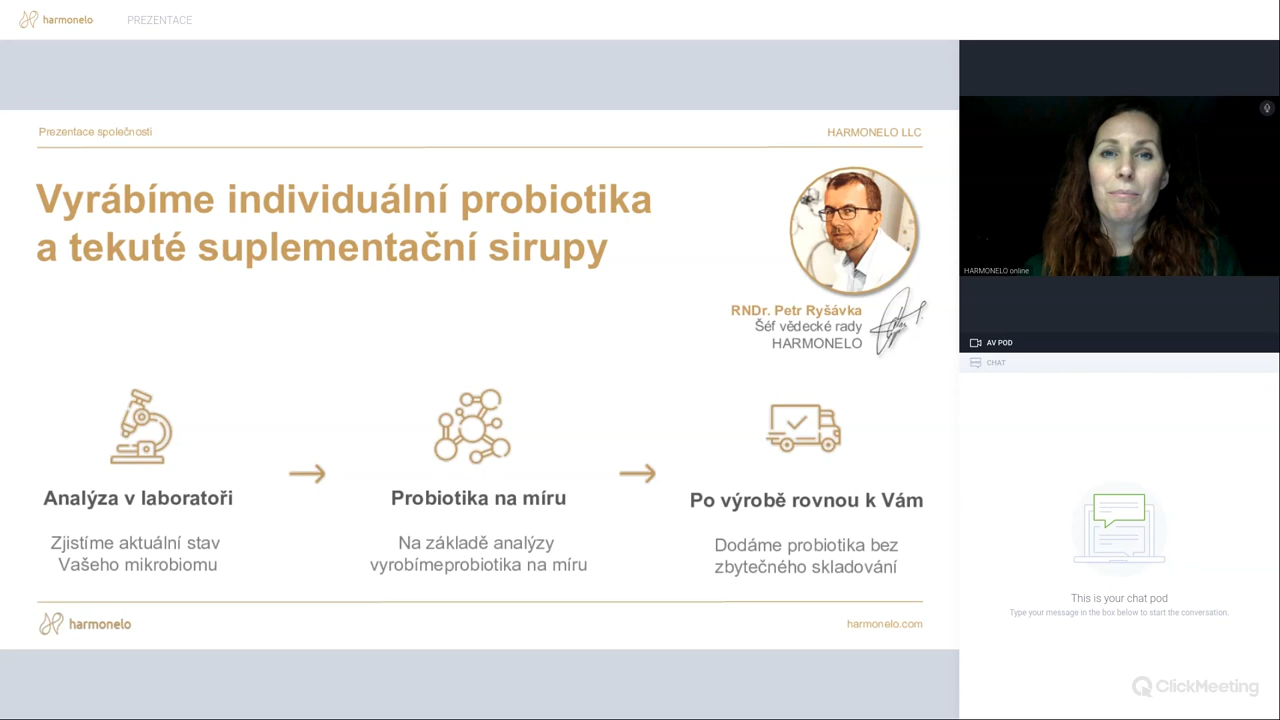 harmonelo
PREZENTACE
Prezentace společnosti
HARMONELO LLC
Vyrábíme individuální probiotika
a tekuté suplementační sirupy
RNDr. Petr Ryšávka
Šéf vědecké rady
HARMONELO
Analýza v laboratoři
Zjistíme aktuální stav
Vašeho mikrobiomu
Probiotika na míru
Na základě analýzy
vyrobímeprobiotika na míru
Po výrobě rovnou k Vám
Dodáme probiotika bez
zbytečného skladování
harmonelo
harmonelo.com
HARMONELO online
AV POD
CHAT
This is your chat pod
Type your message in the box below to start the conversation.
ClickMeeting